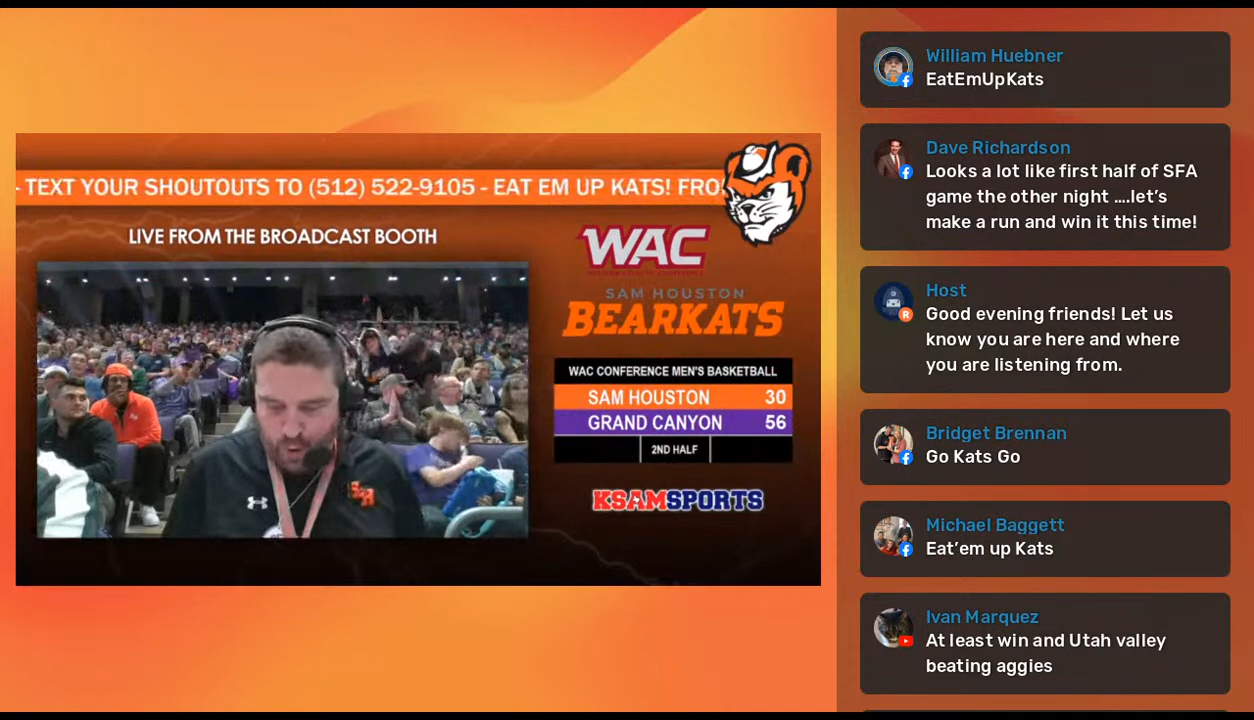 - TEXT YOUR SHOUTOUTS TO (512) 522-9105 - EAT EM UP KATS! FRO
LIVE FROM THE BROADCAST BOOTH
WAC
SAM HOUSTON
BEARKATS
WAC CONFERENCE MEN'S BASKETBALL
SAM HOUSTON 30
GRAND CANYON 56
2ND HALF
KSAMSPORTS
William Huebner
EatEmUpKats
Dave Richardson
Looks a lot like first half of SFA
game the other night ....let's
make a run and win it this time!
Host
Good evening friends! Let us
know you are here and where
you are listening from.
Bridget Brennan
Go Kats Go
Michael Baggett
Eat'em up Kats
Ivan Marquez
At least win and Utah valley
beating aggies